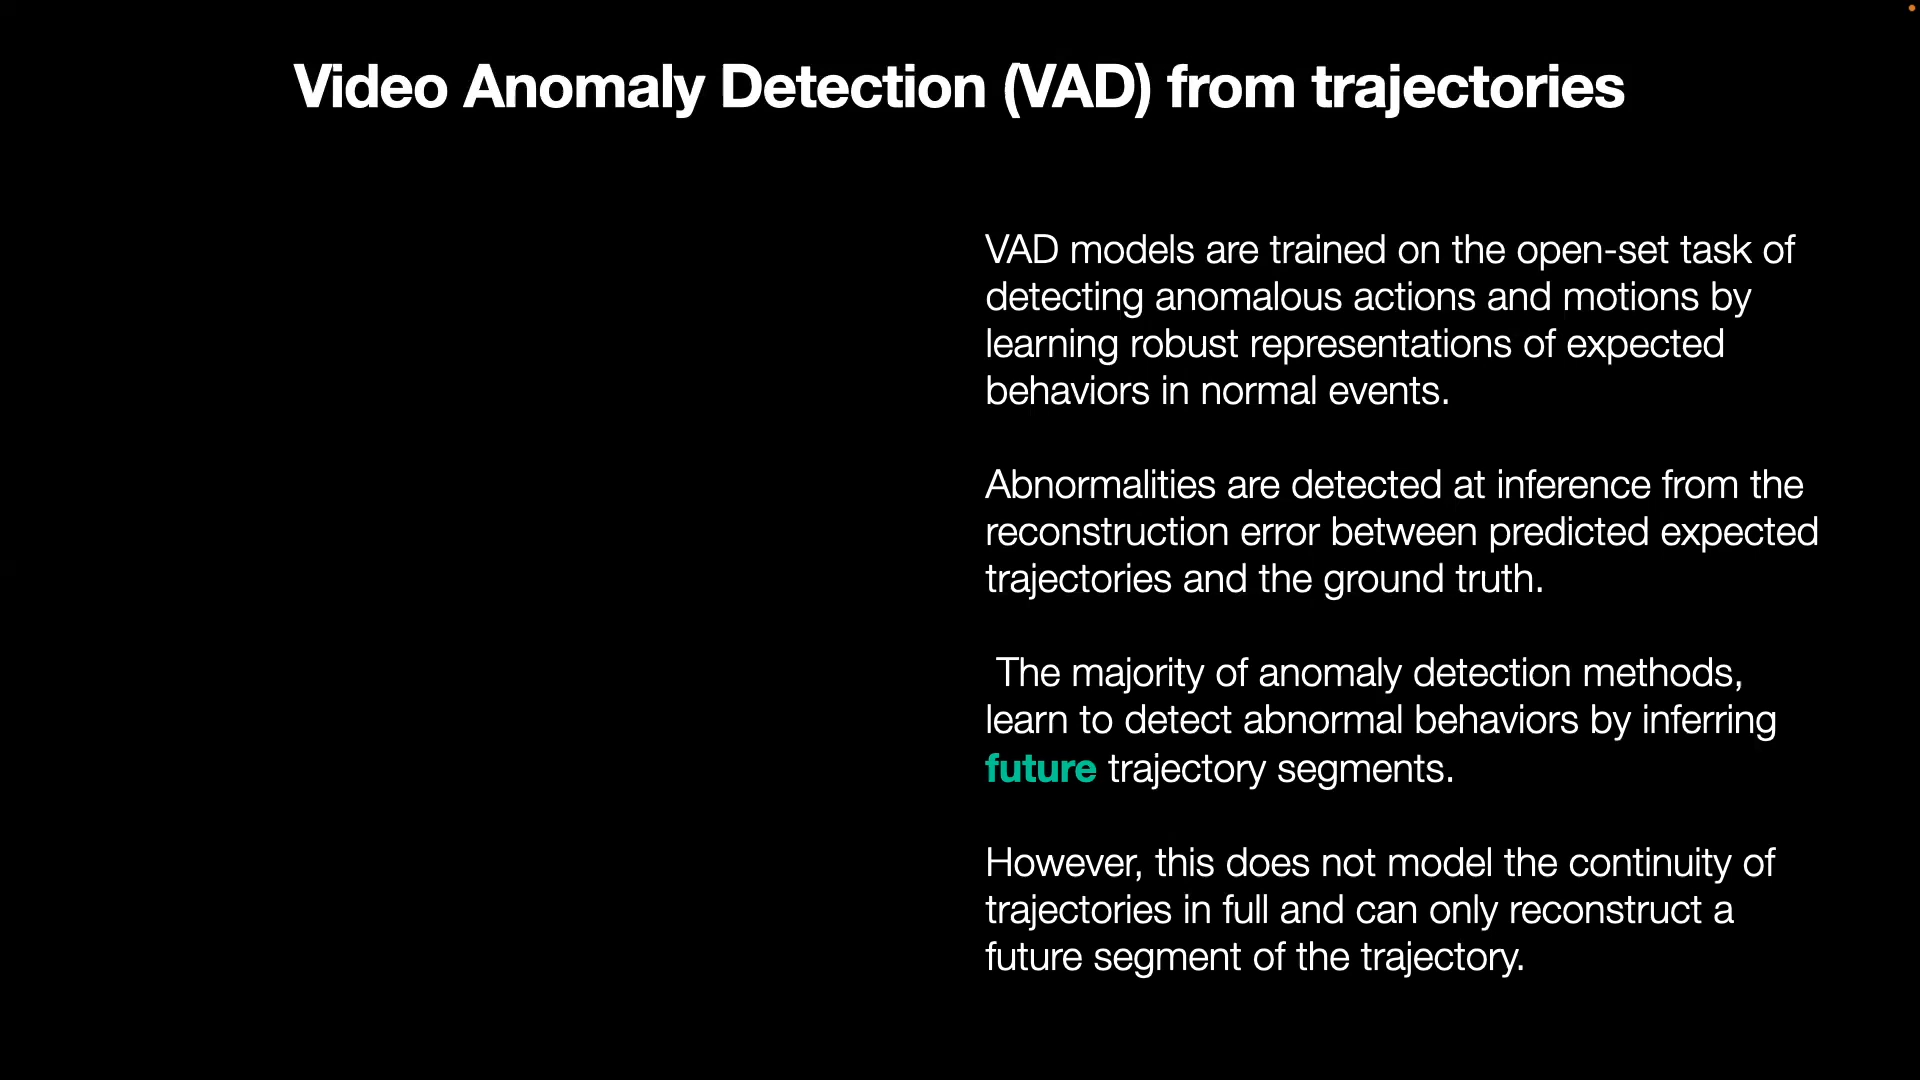 Video Anomaly Detection (VAD) from trajectories
VAD models are trained on the open-set task of
detecting anomalous actions and motions by
learning robust representations of expected
behaviors in normal events.
Abnormalities are detected at inference from the
reconstruction error between predicted expected
trajectories and the ground truth.
The majority of anomaly detection methods,
learn to detect abnormal behaviors by inferring
future trajectory segments.
However, this does not model the continuity of
trajectories in full and can only reconstruct a
future segment of the trajectory.